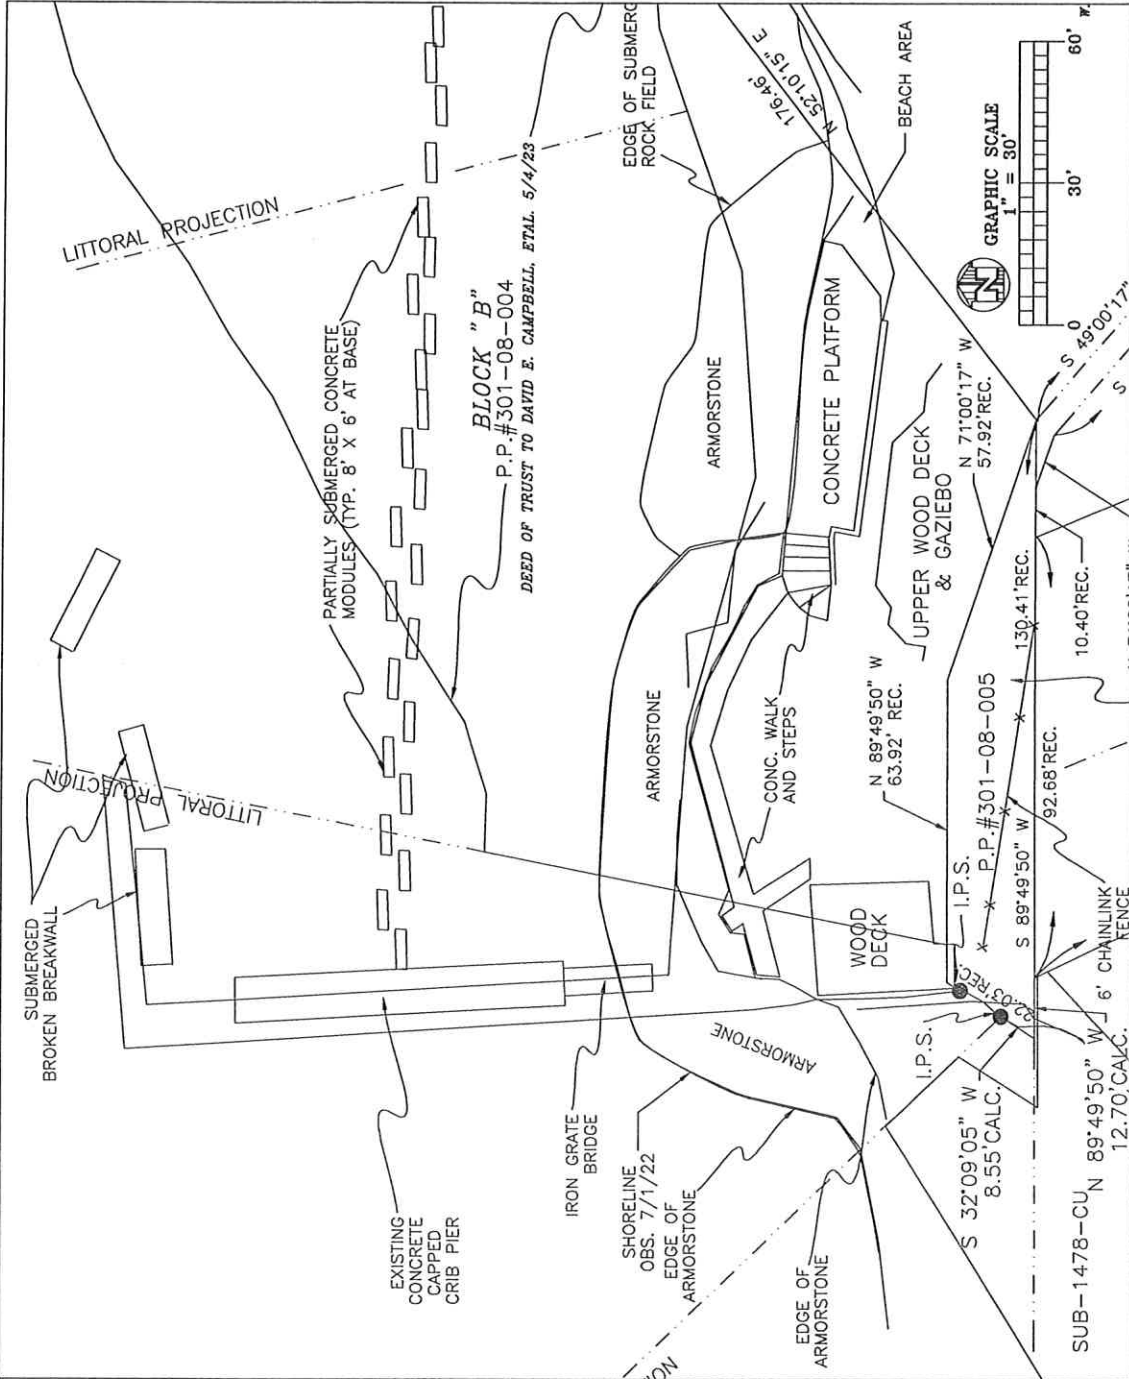 SUBMERGED
BROKEN BREAKWALL
LITTORAL PROJECTION
LITTORAL PROJECTION
PARTIALLY SUBMERGED CONCRETE
MODULES (TYP. 8' X 6' AT BASE)
BLOCK "B"
P.P.#301-08-004
DEED OF TRUST TO DAVID E. CAMPBELL, ETAL. 5/4/23
EXISTING
CONCRETE
CAPPED
CRIB PIER
IRON GRATE
BRIDGE
SHORELINE
OBS. 7/1/22
EDGE OF
ARMORSTONE
EDGE OF
ARMORSTONE
ARMORSTONE
ARMORSTONE
ARMORSTONE
EDGE OF SUBMERG
ROCK FIELD
176.46'
N 52°10'15" E
BEACH AREA
CONCRETE PLATFORM
CONC. WALK
AND STEPS
WOOD
DECK
UPPER WOOD DECK
& GAZIEBO
N 89°49'50" W
63.92' REC.
N 71°00'17" W
57.92'REC.
I.P.S.
I.P.S.
22.03'REC.
P.P.#301-08-005
130.41'REC.
S 89°49'50" W
92.68'REC.
10.40'REC.
6' CHAINLINK
FENCE
S 32°09'05" W
8.55'CALC.
SUB-1478-CU
N 89°49'50" W
12.70'CALC.
S 49°00'17"
S
GRAPHIC SCALE
1" = 30'
N
0
30'
60'
W.
ION